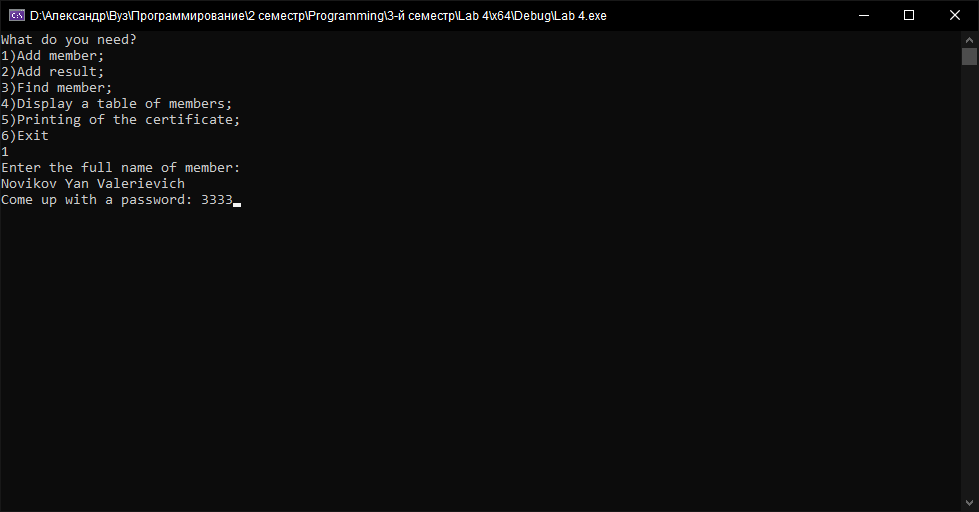 D:\Александр\Вуз\Программирование\2 семестр\Programming\3-й семестр\Lab 4\x64\Debug\Lab 4.exe
What do you need?
1)Add member;
2)Add result;
3)Find member;
4)Display a table of members;
5)Printing of the certificate;
6)Exit
1
Enter the full name of member:
Novikov Yan Valerievich
Come up with a password: 3333